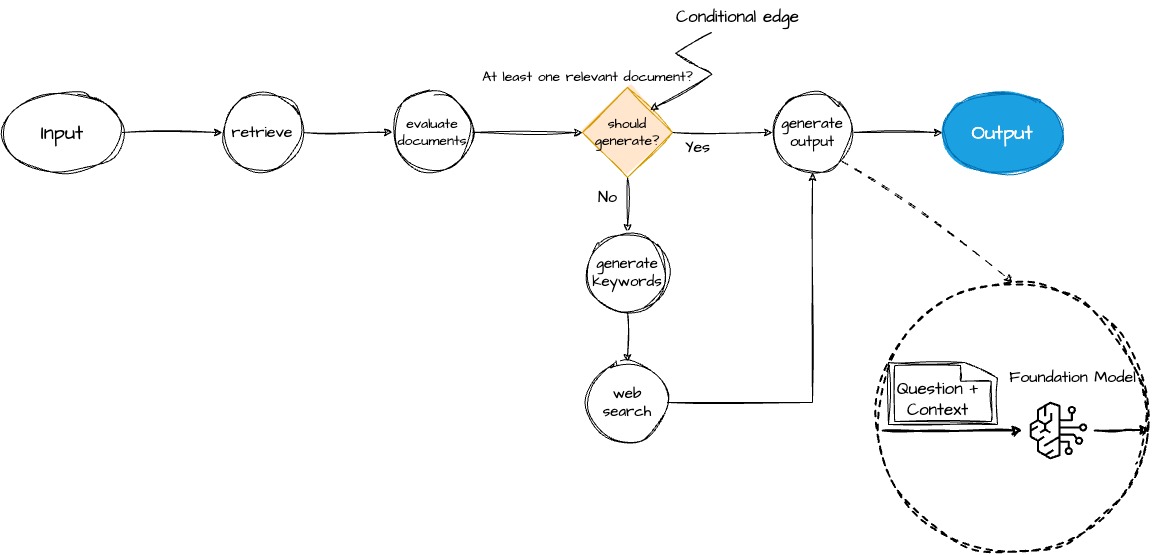 Conditional edge
At least one relevant document?
Input
retrieve
evaluate
documents
should
generate?
Yes
generate
output
Output
No
generate
keywords
web
search
Foundation Model
Question +
Context